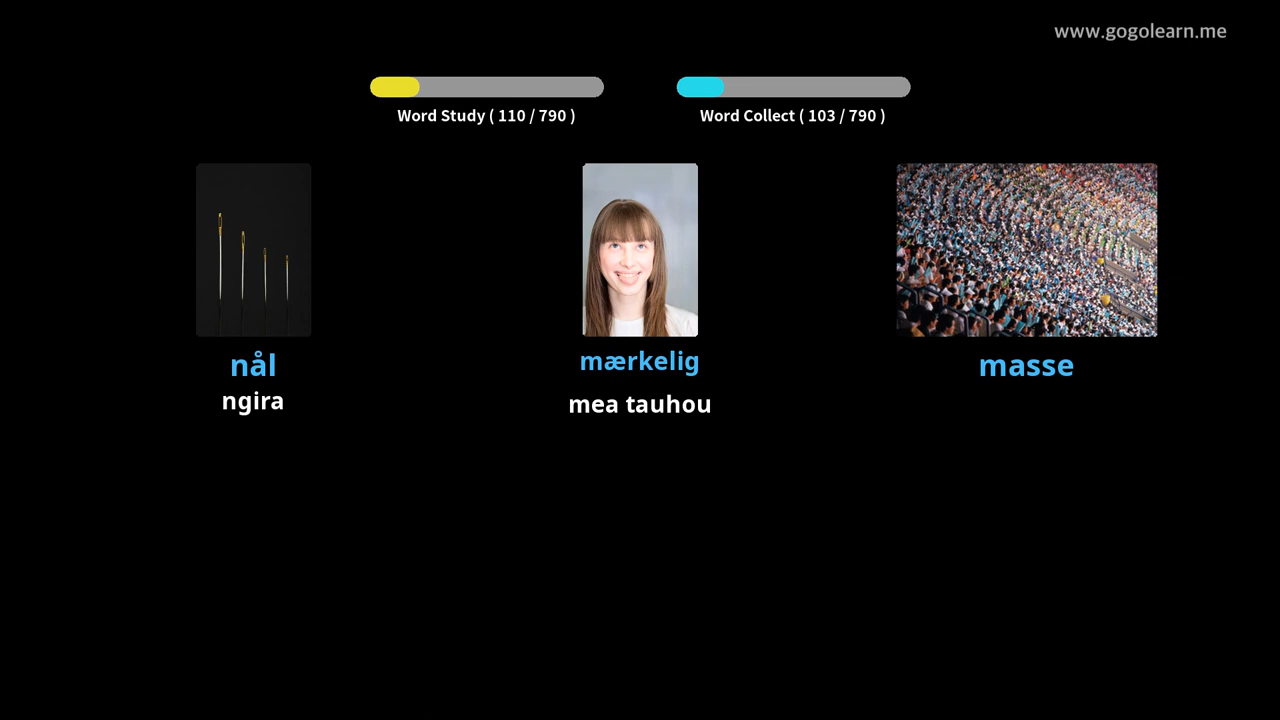 www.gogolearn.me
Word Study ( 110 / 790 )
Word Collect ( 103 / 790 )
nål
ngira
mærkelig
mea tauhou
masse